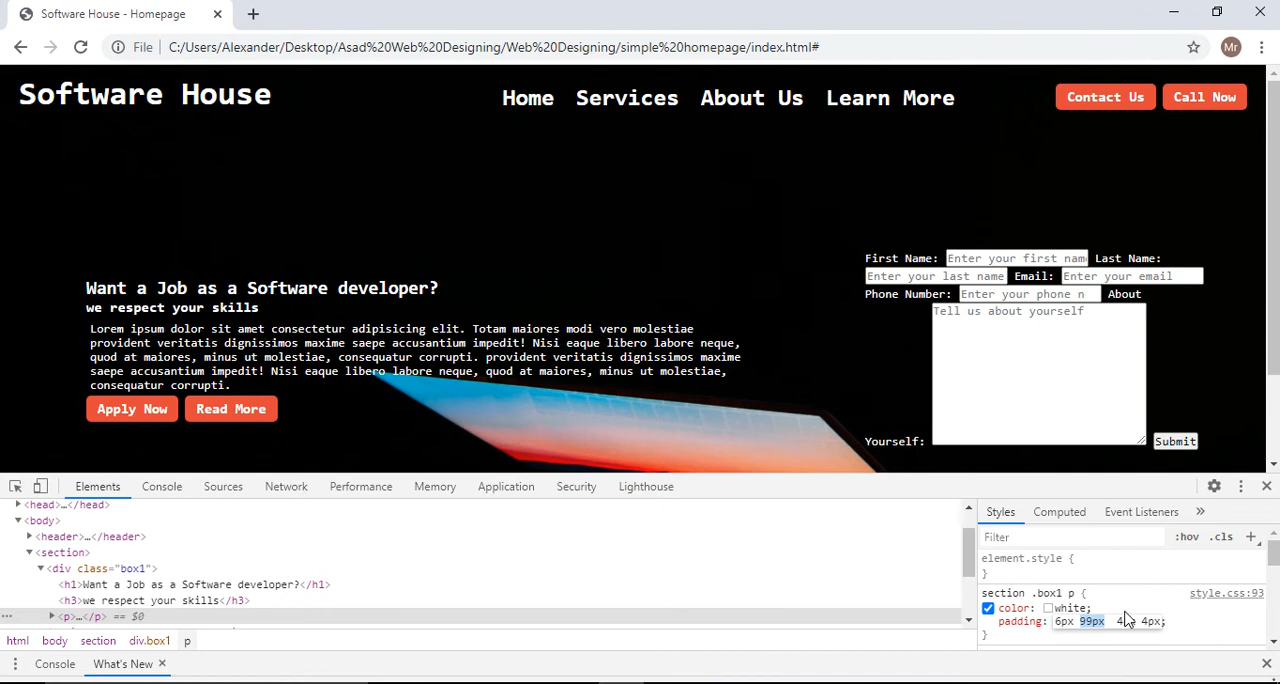 Software House - Homepage
File
C:/Users/Alexander/Desktop/Asad%20Web%20Designing/Web%20Designing/simple%20homepage/index.html#
Mr
Software House
Home Services About Us Learn More
Contact Us Call Now
Want a Job as a Software developer?
we respect your skills
Lorem ipsum dolor sit amet consectetur adipisicing elit. Totam maiores modi vero molestiae
provident veritatis dignissimos maxime saepe accusantium impedit! Nisi eaque libero labore neque,
quod at maiores, minus ut molestiae, consequatur corrupti. provident veritatis dignissimos maxime
saepe accusantium impedit! Nisi eaque libero labore neque, quod at maiores, minus ut molestiae,
consequatur corrupti.
Apply Now Read More
First Name: Enter your first nam Last Name:
Enter your last name Email: Enter your email
Phone Number: Enter your phone n About
Tell us about yourself
Yourself: Submit
Elements Console Sources Network Performance Memory Application Security Lighthouse
<head>…</head>
<body>
<header>…</header>
<section>
<div class="box1">
<h1>Want a Job as a Software developer?</h1>
<h3>we respect your skills</h3>
<p>…</p> == $0
html body section div.box1 p
Styles Computed Event Listeners
Filter :hov .cls
element.style {
}
section .box1 p { style.css:93
color: white;
padding: 6px 99px 4px;
}
Console What's New